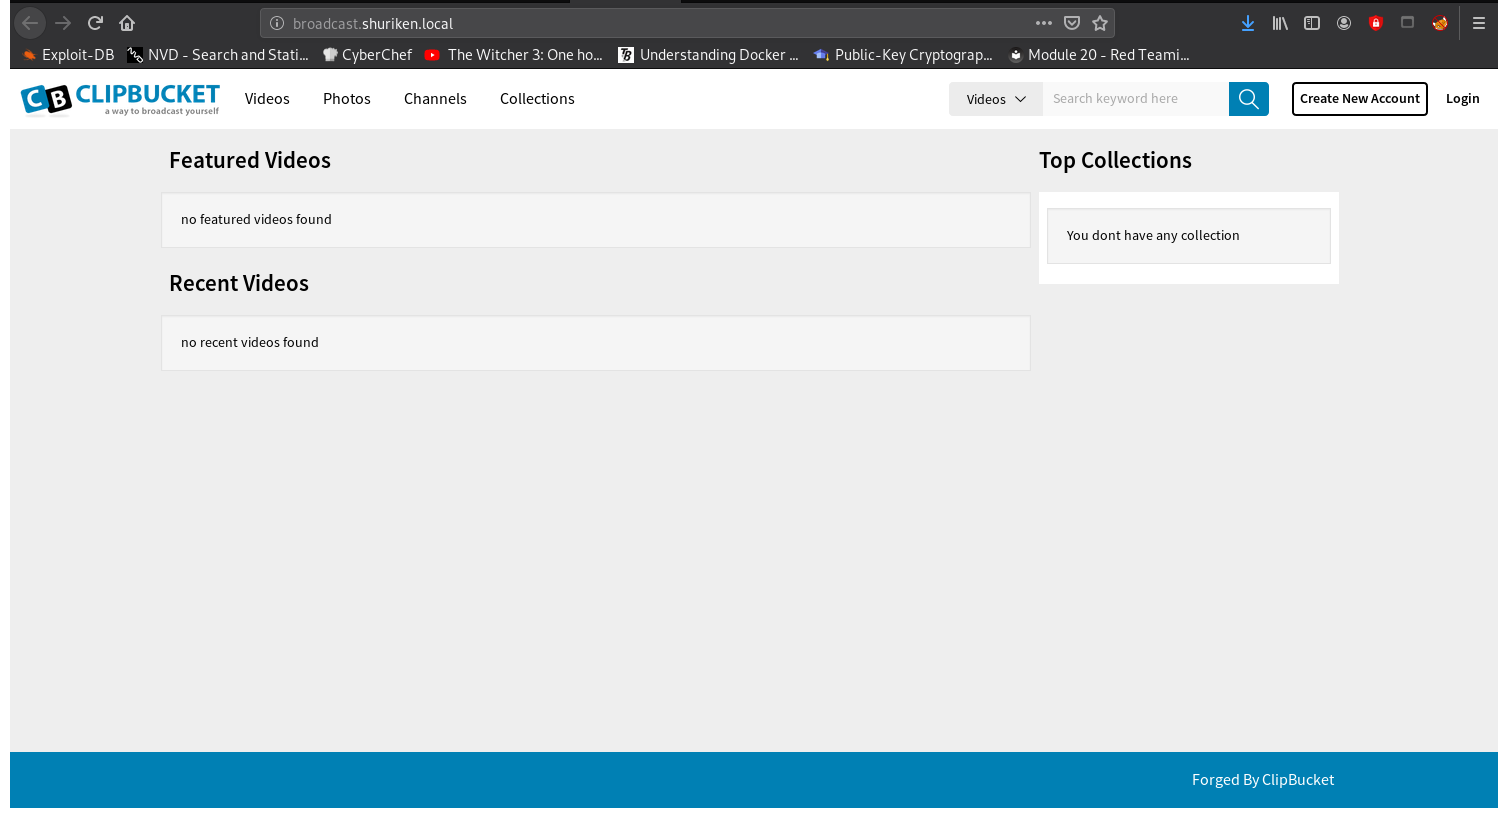 broadcast.shuriken.local
Exploit-DB NVD - Search and Stati... CyberChef The Witcher 3: One ho... Understanding Docker ... Public-Key Cryptograp... Module 20 - Red Teami...
CB CLIPBUCKET Videos Photos Channels Collections Videos Search keyword here Create New Account Login
a way to broadcast yourself
Featured Videos
Top Collections
no featured videos found
You dont have any collection
Recent Videos
no recent videos found
Forged By ClipBucket